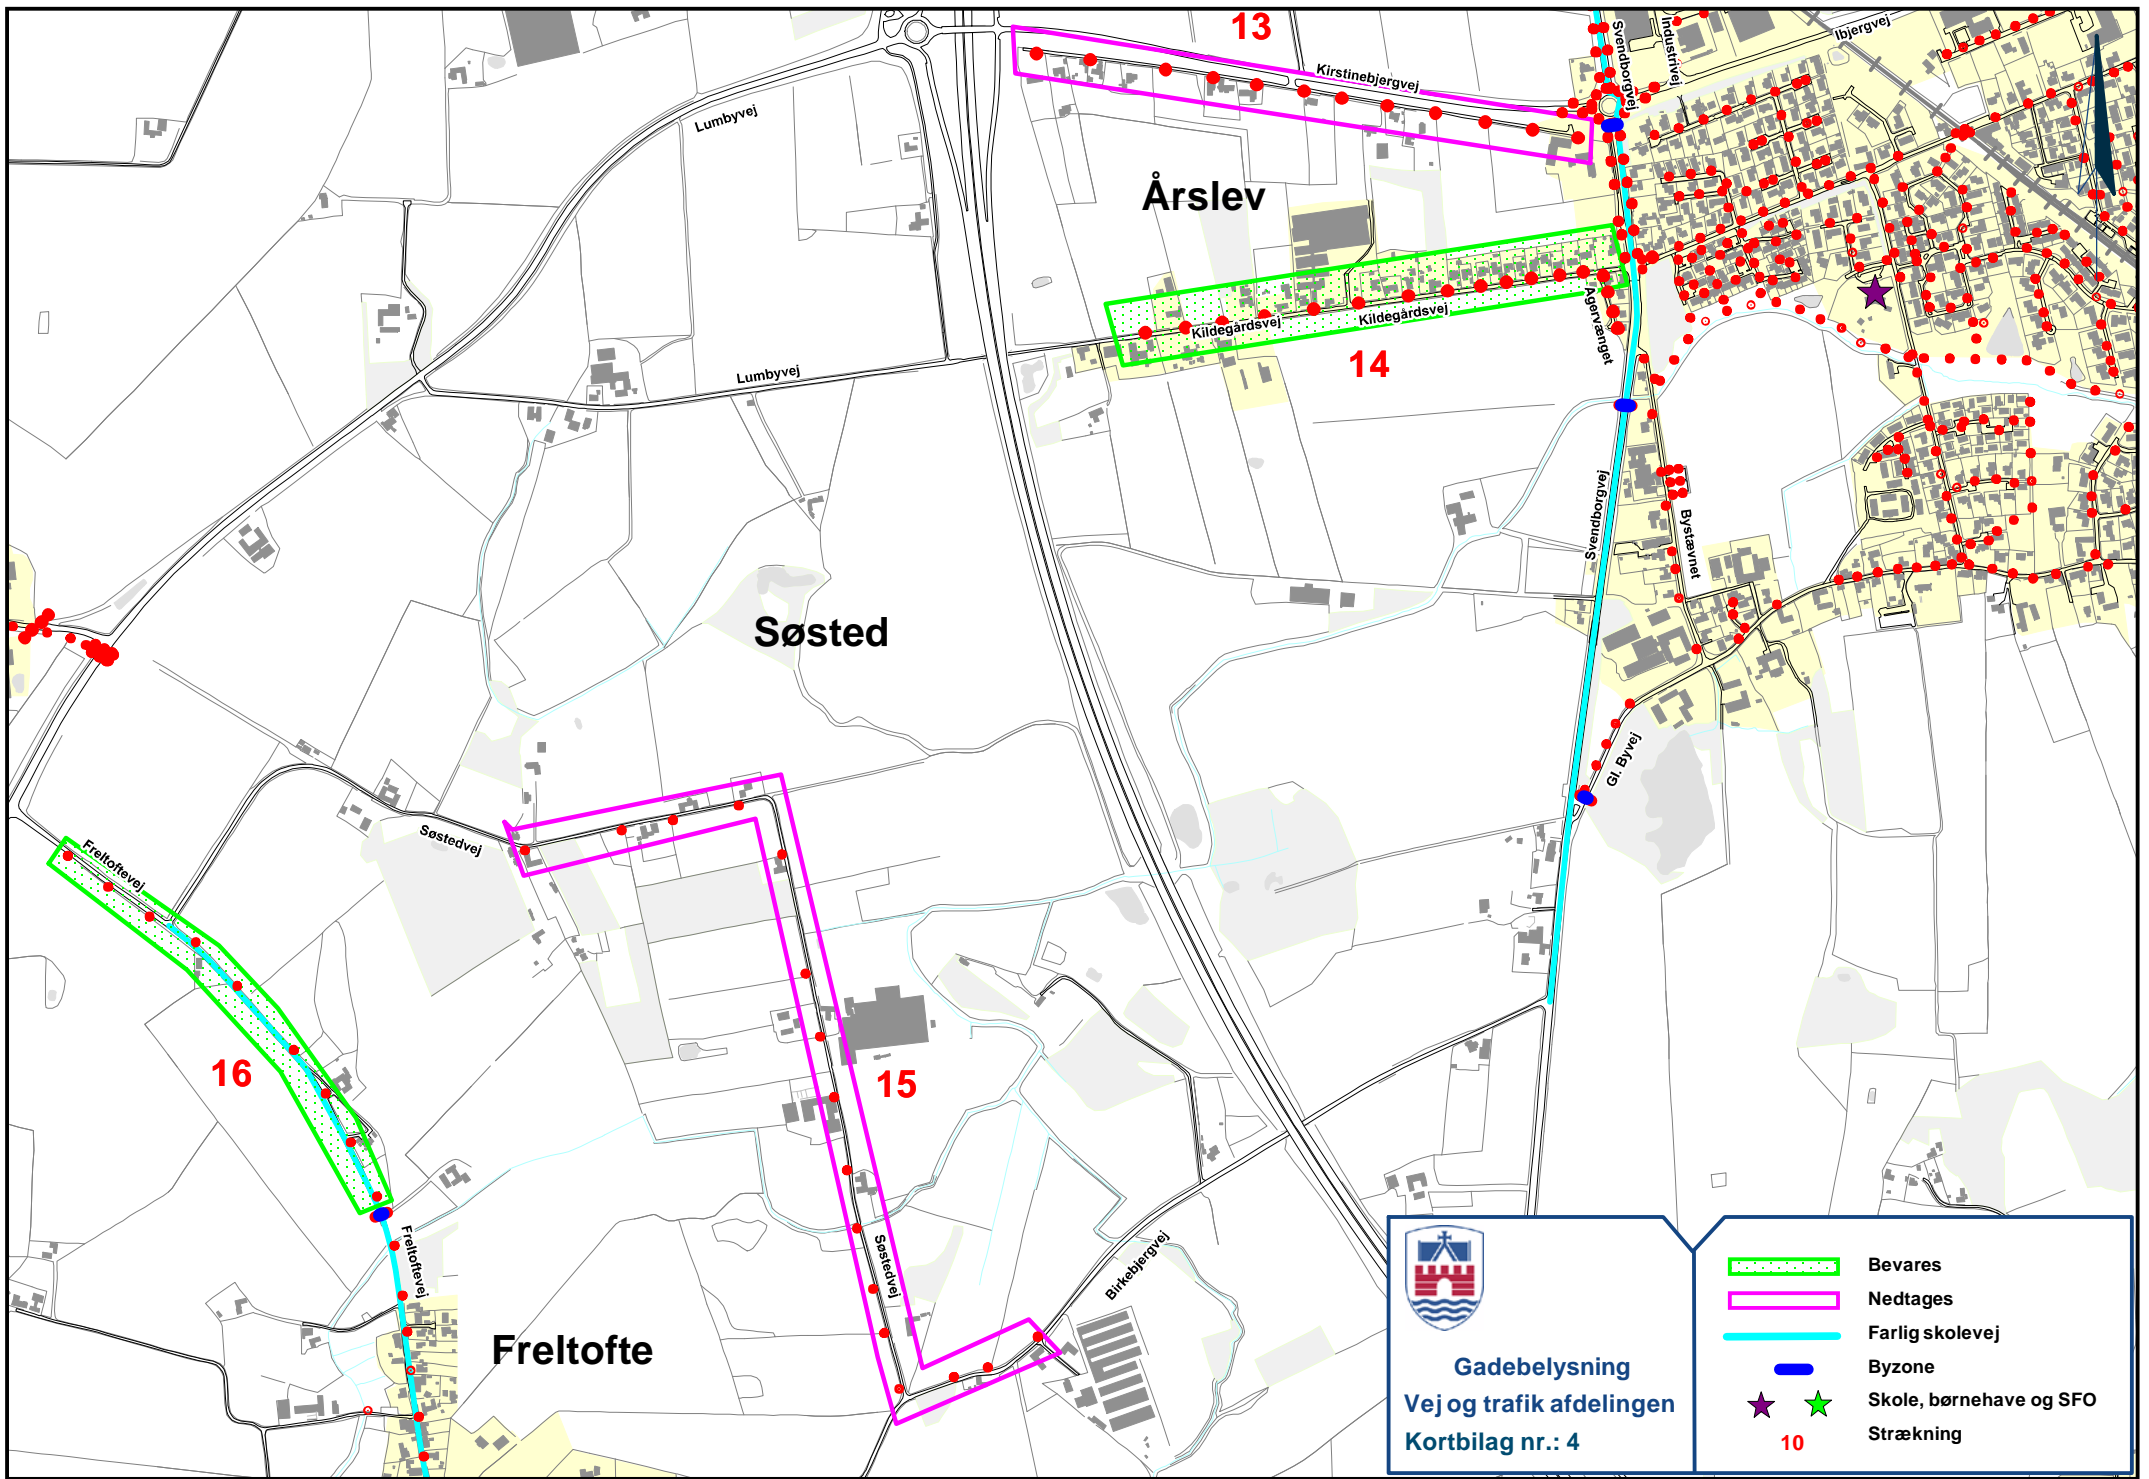 13
Svendborgvej
Industrivej
Ibjergvej
Kirstinebjergvej
Lumbyvej
Årslev
Kildegårdsvej
Kildegårdsvej
Agervænget
14
Lumbyvej
Svendborgvej
Bystævnet
Søsted
Gl. Byvej
Søstedvej
Freltoftevej
16
15
Søstedvej
Birkebjergvej
Freltoftevej
Freltofte
Gadebelysning
Vej og trafik afdelingen
Kortbilag nr.: 4
Bevares
Nedtages
Farlig skolevej
Byzone
Skole, børnehave og SFO
10 Strækning